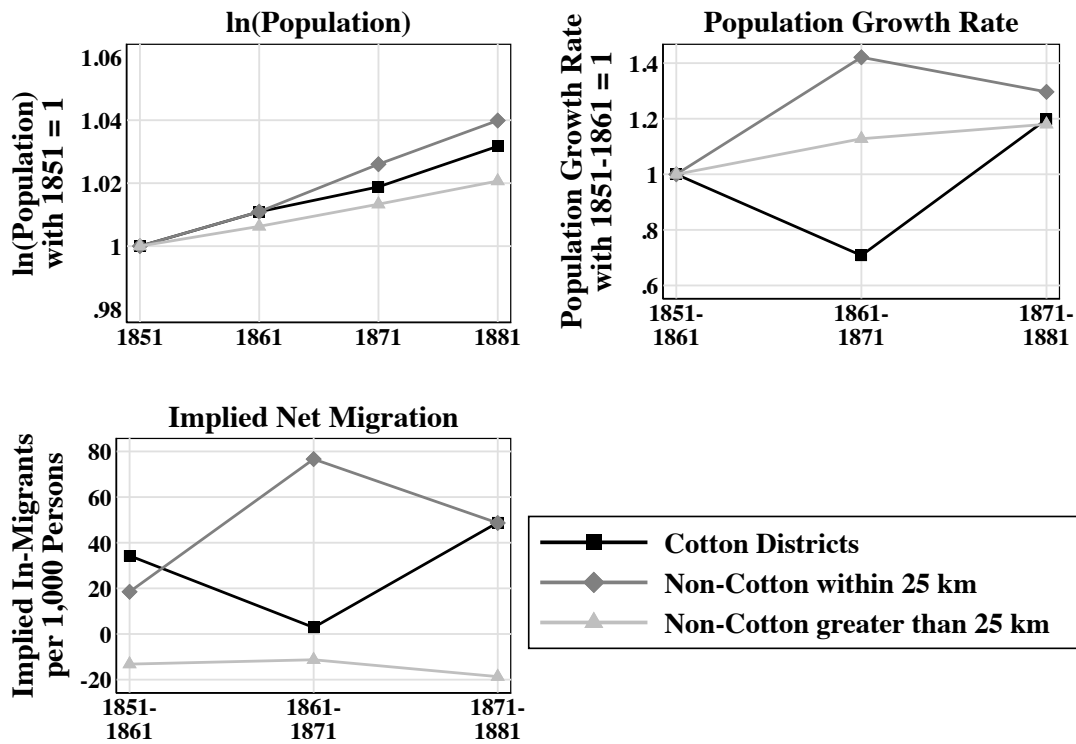 ln(Population)
ln(Population)
with 1851 = 1
1.06
1.04
1.02
1
.98
1851
1861
1871
1881
Population Growth Rate
Population Growth Rate
with 1851-1861 = 1
1.4
1.2
1
.8
.6
1851-
1861
1861-
1871
1871-
1881
Implied Net Migration
Implied In-Migrants
per 1,000 Persons
80
60
40
20
0
-20
1851-
1861
1861-
1871
1871-
1881
Cotton Districts
Non-Cotton within 25 km
Non-Cotton greater than 25 km